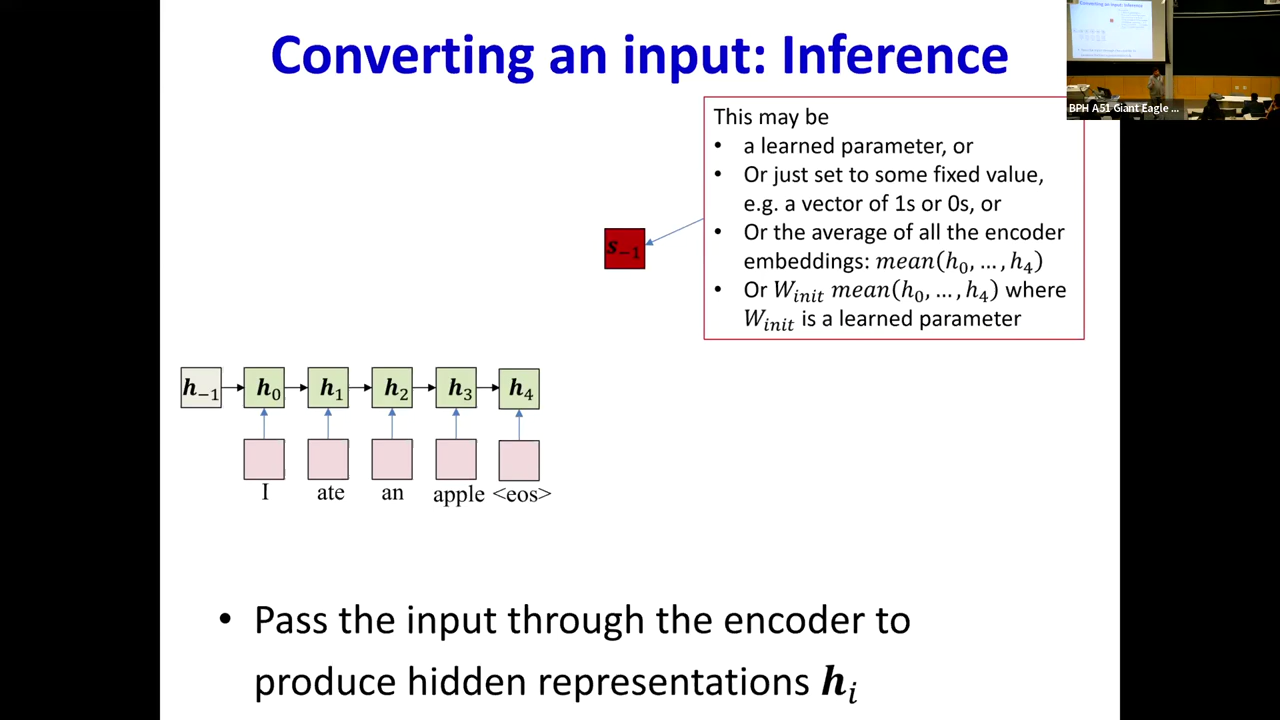 Converting an input: Inference
BPH A51 Giant Eagle ...
This may be
• a learned parameter, or
• Or just set to some fixed value,
e.g. a vector of 1s or 0s, or
• Or the average of all the encoder
embeddings: mean(h₀, ..., h₄)
• Or W_init mean(h₀, ..., h₄) where
W_init is a learned parameter
s₋₁
h₋₁ h₀ h₁ h₂ h₃ h₄
I ate an apple <eos>
• Pass the input through the encoder to
produce hidden representations hᵢ